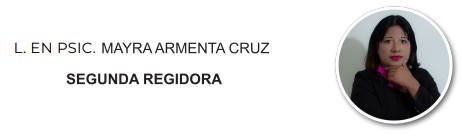 L. EN PSIC. MAYRA ARMENTA CRUZ
SEGUNDA REGIDORA